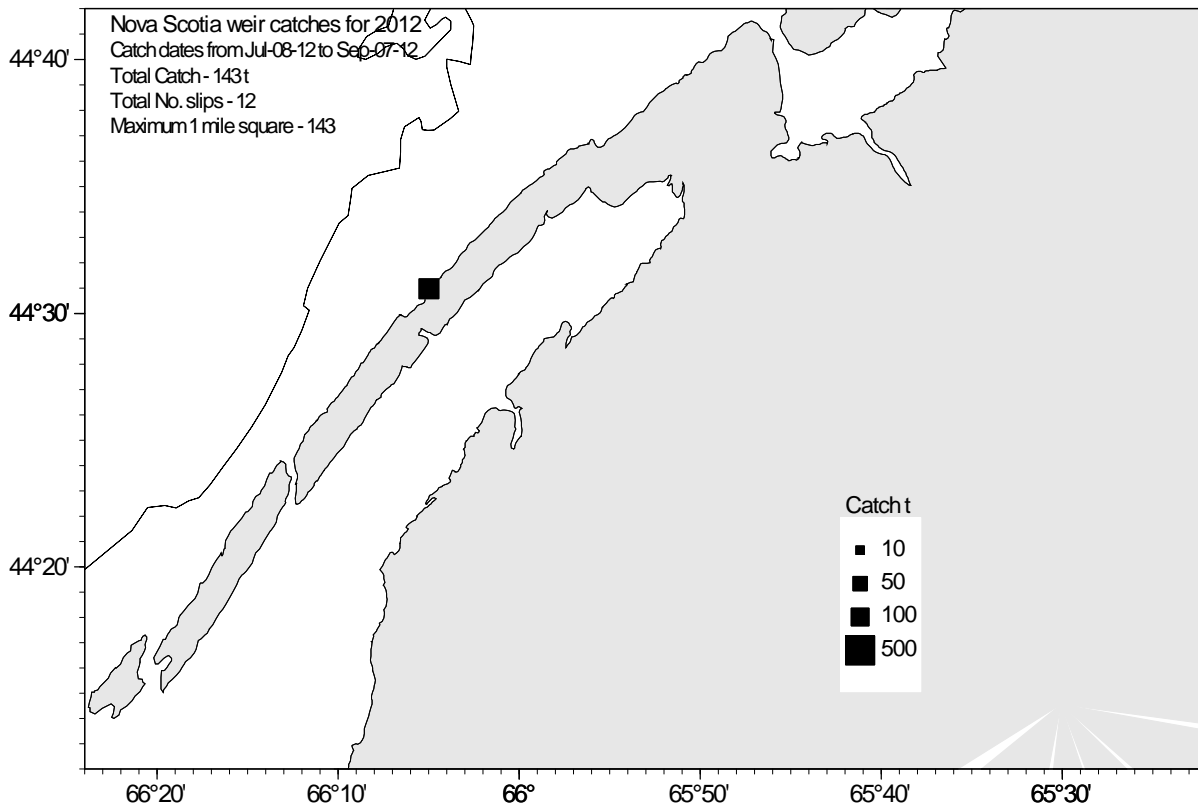 Nova Scotia weir catches for 2012
Catch dates from Jul-08-12 to Sep-07-12
Total Catch - 143 t
Total No. slips - 12
Maximum 1 mile square - 143
44°40'
44°30'
44°20'
Catch t
10
50
100
500
66°20' 66°10' 66° 65°50' 65°40' 65°30'